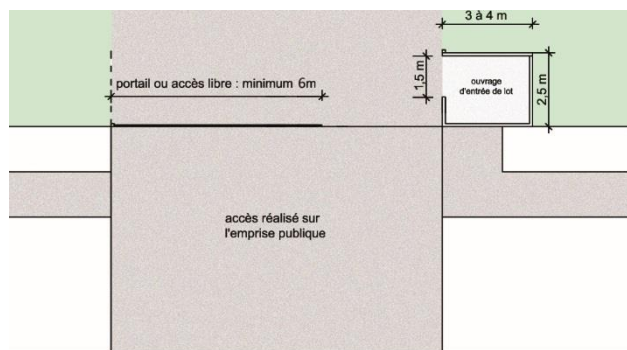 3 à 4 m
portail ou accès libre : minimum 6m
1,5 m
ouvrage
d'entrée de lot
2,5 m
accès réalisé sur
l'emprise publique